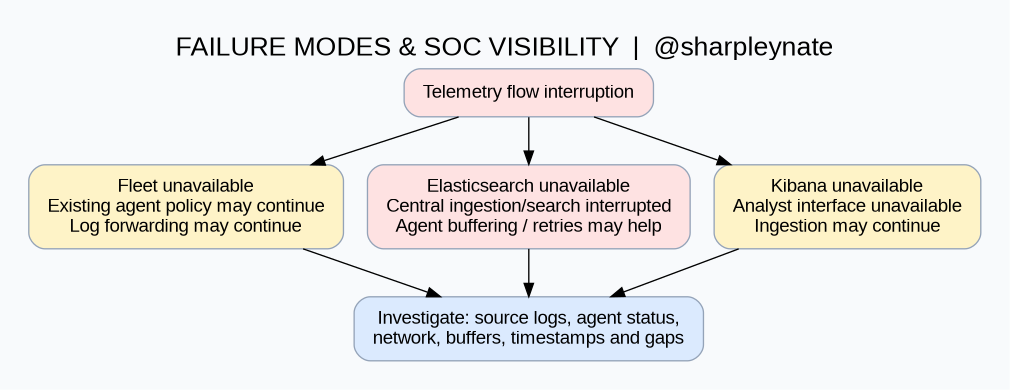 FAILURE MODES & SOC VISIBILITY | @sharpleynate
Telemetry flow interruption
Fleet unavailable
Existing agent policy may continue
Log forwarding may continue
Elasticsearch unavailable
Central ingestion/search interrupted
Agent buffering / retries may help
Kibana unavailable
Analyst interface unavailable
Ingestion may continue
Investigate: source logs, agent status,
network, buffers, timestamps and gaps